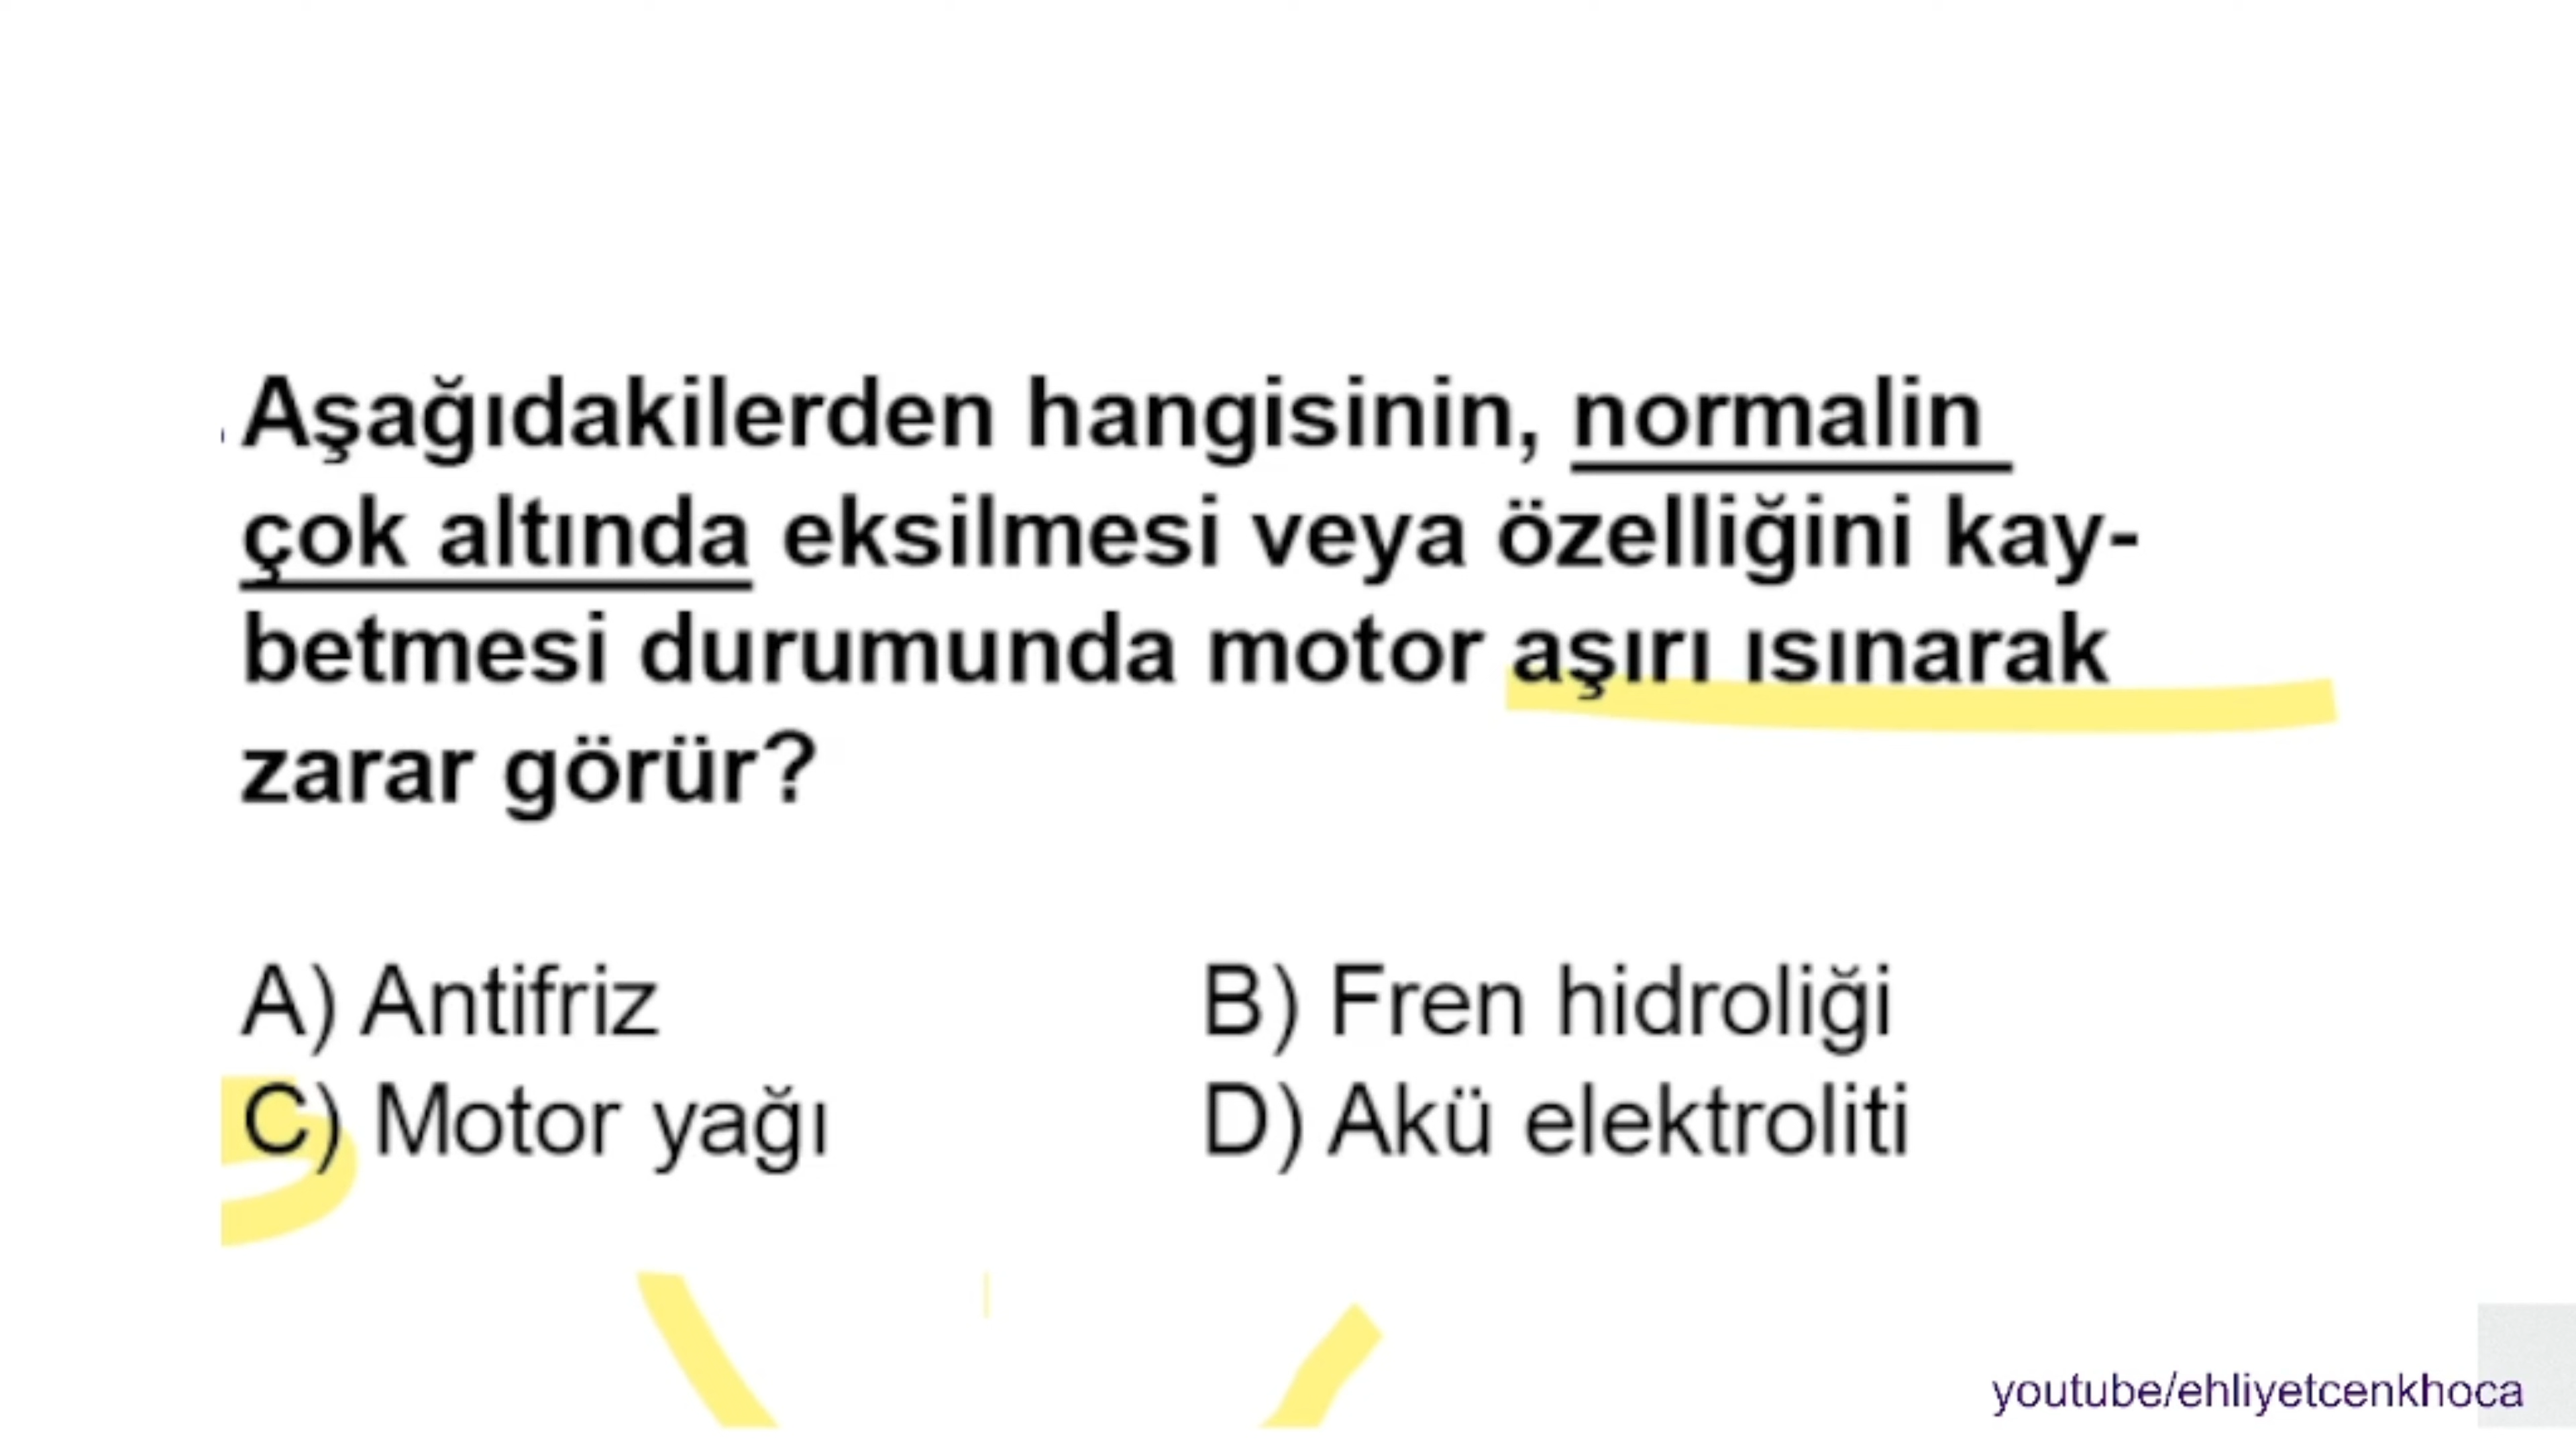 Aşağıdakilerden hangisinin, normalin
çok altında eksilmesi veya özelliğini kay-
betmesi durumunda motor aşırı ısınarak
zarar görür?
A) Antifriz
B) Fren hidroliği
C) Motor yağı
D) Akü elektroliti
youtube/ehliyetcenkhoca